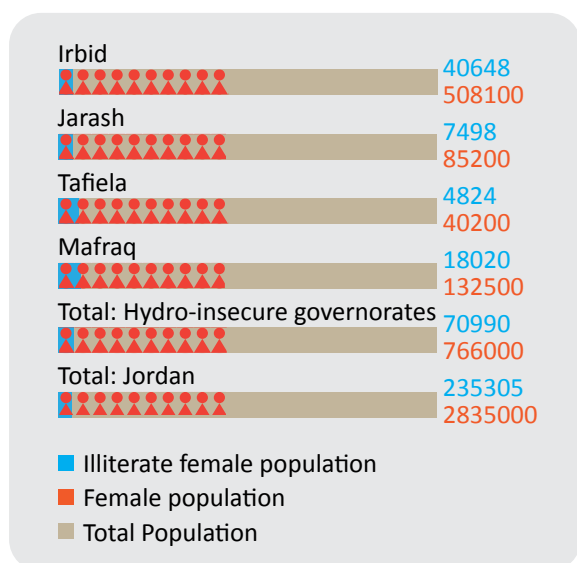 Irbid
40648
508100
Jarash
7498
85200
Tafiela
4824
40200
Mafraq
18020
132500
Total: Hydro-insecure governorates
70990
766000
Total: Jordan
235305
2835000
Illiterate female population
Female population
Total Population